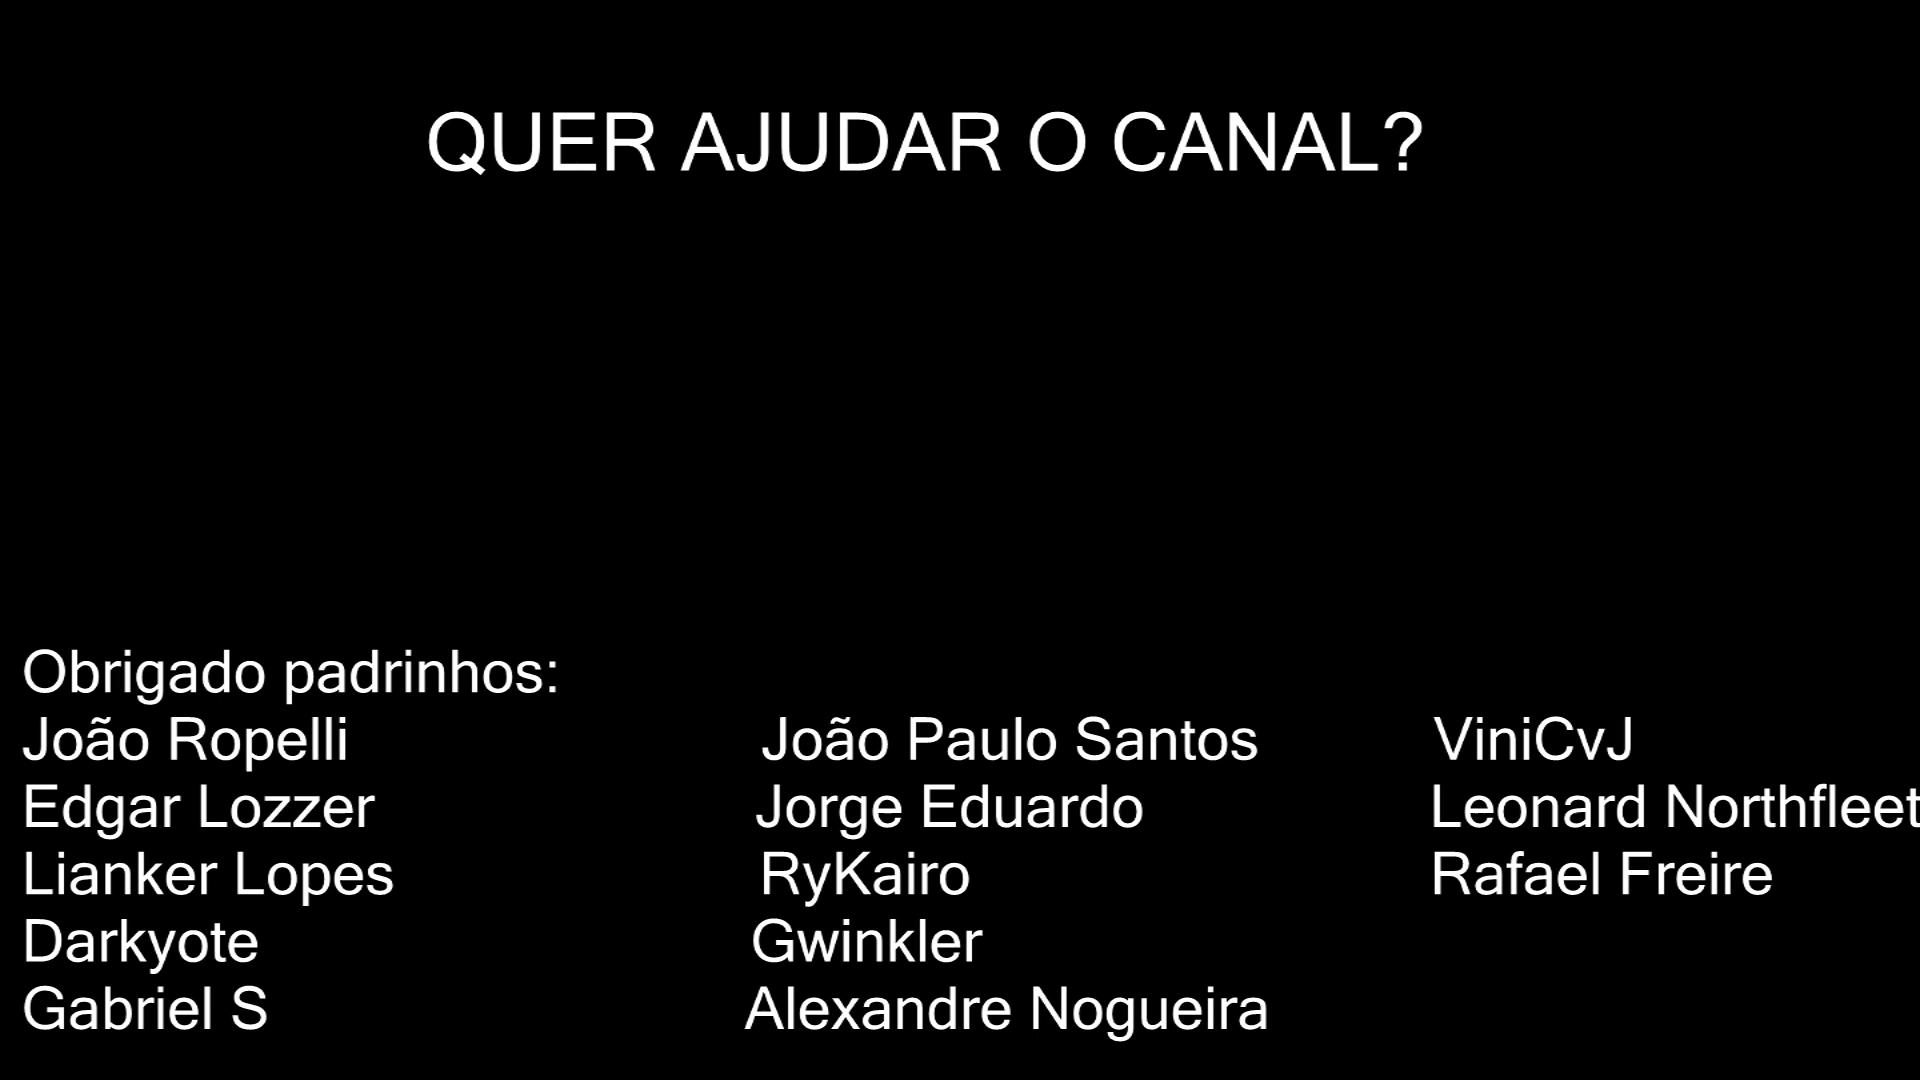 QUER AJUDAR O CANAL?
Obrigado padrinhos:
João Ropelli João Paulo Santos ViniCvJ
Edgar Lozzer Jorge Eduardo Leonard Northfleet
Lianker Lopes RyKairo Rafael Freire
Darkyote Gwinkler
Gabriel S Alexandre Nogueira